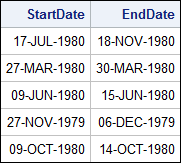 StartDate EndDate
17-JUL-1980 18-NOV-1980
27-MAR-1980 30-MAR-1980
09-JUN-1980 15-JUN-1980
27-NOV-1979 06-DEC-1979
09-OCT-1980 14-OCT-1980